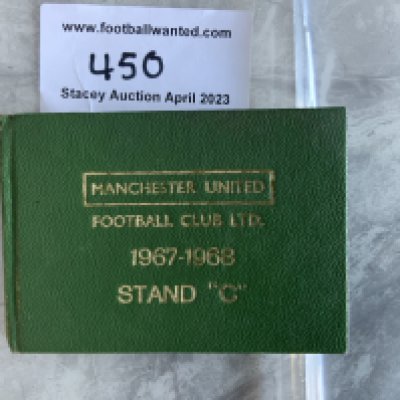 www.footballwanted.com
450
Stacey Auction April 2023
MANCHESTER UNITED
FOOTBALL CLUB LTD.
1967-1968
STAND "C"